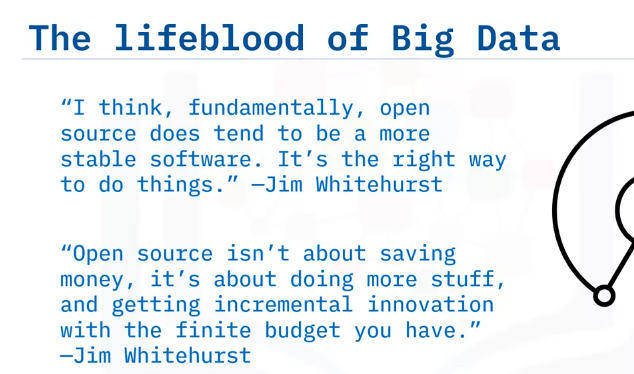 The lifeblood of Big Data
“I think, fundamentally, open
source does tend to be a more
stable software. It’s the right way
to do things.” —Jim Whitehurst
“Open source isn’t about saving
money, it’s about doing more stuff,
and getting incremental innovation
with the finite budget you have.”
—Jim Whitehurst